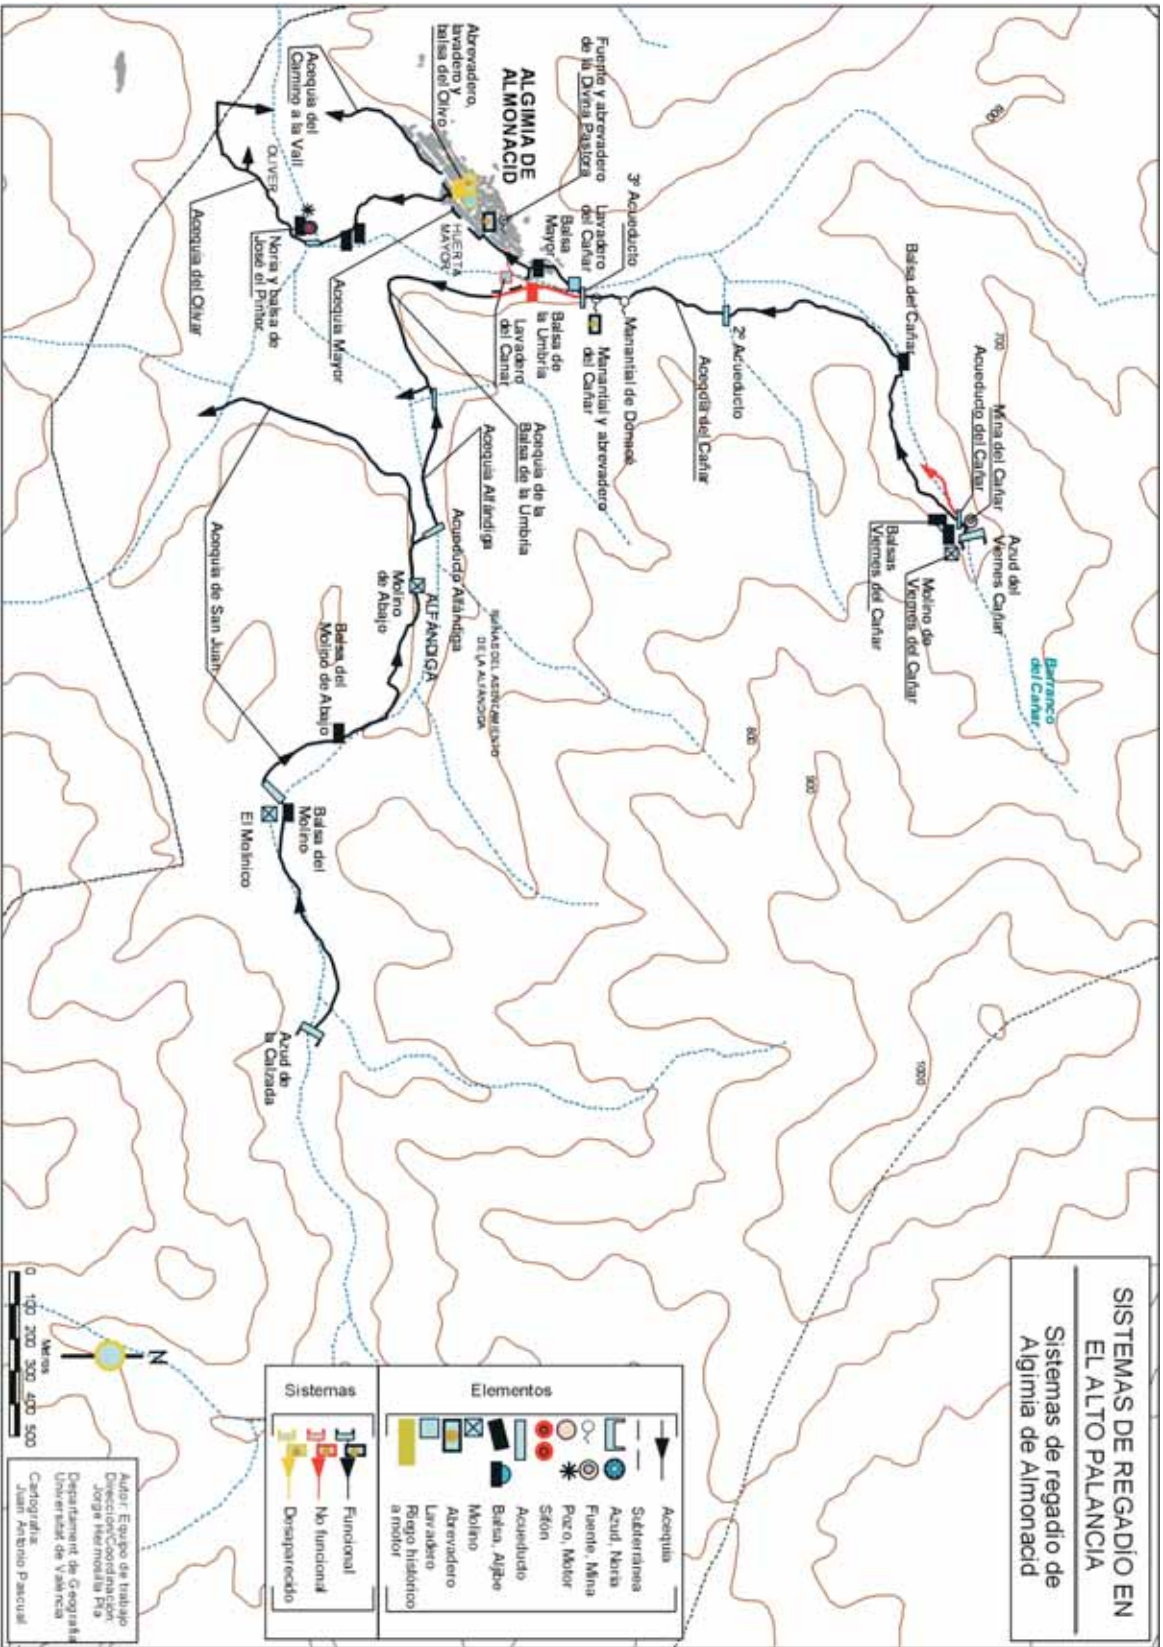 SISTEMAS DE REGADÍO EN
EL ALTO PALANCIA
Sistemas de regadío de
Algimia de Almonacid
Barranco
del Cañar
Azud del
Viernes Cañar
Mina del Cañar
Acueducto del Cañar
Molino de
Viernes del Cañar
Balsas
Viernes del Cañar
Balsa del Cañar
600
700
800
900
1000
2º Acueducto
Acequia del Cañar
Manantial de Donacé
Manantial y abrevadero
del Cañar
3º Acueducto
Lavadero
del Cañar
Balsa
Mayor
Fuente y abrevadero
de la Divina Pastora
ALGIMIA DE
ALMONACID
Abrevadero,
lavadero y
balsa del Olivo
Balsa de
la Umbría
Lavadero
del Cañar
HUERTA
MAYOR
Acequia de la
Balsa de la Umbría
Acequia Alfándiga
Acueducto Alfándiga
ALFÁNDIGA
DE LA ALFÁNDIGA
Molino
de Abajo
Balsa del
Molino de Abajo
Acequia Mayor
Acequia del
Camino a la Vall
OLIVER
Noria y balsa de
José el Pintor
Acequia del Olivar
Acequia de San Juan
Balsa del
Molino
El Molinico
Azud de
la Calzada
Elementos
Acequia
Subterránea
Azud, Noria
Fuente, Mina
Pozo, Motor
Sifón
Acueducto
Balsa, Aljibe
Molino
Abrevadero
Lavadero
Riego histórico
a motor
Sistemas
Funcional
No funcional
Desaparecido
N
0 100 200 300 400 500
Metros
Autor: Equipo de trabajo
Dirección/Coordinación:
Jorge Hermosilla Pla
Departament de Geografia
Universitat de València
Cartografía:
Juan Antonio Pascual